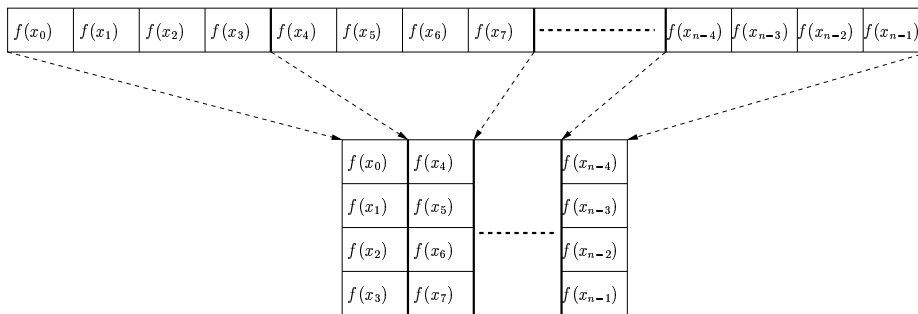 f(x₀) f(x₁) f(x₂) f(x₃) f(x₄) f(x₅) f(x₆) f(x₇) f(xₙ₋₄) f(xₙ₋₃) f(xₙ₋₂) f(xₙ₋₁)
f(x₀) f(x₄) f(xₙ₋₄)
f(x₁) f(x₅) f(xₙ₋₃)
f(x₂) f(x₆) f(xₙ₋₂)
f(x₃) f(x₇) f(xₙ₋₁)